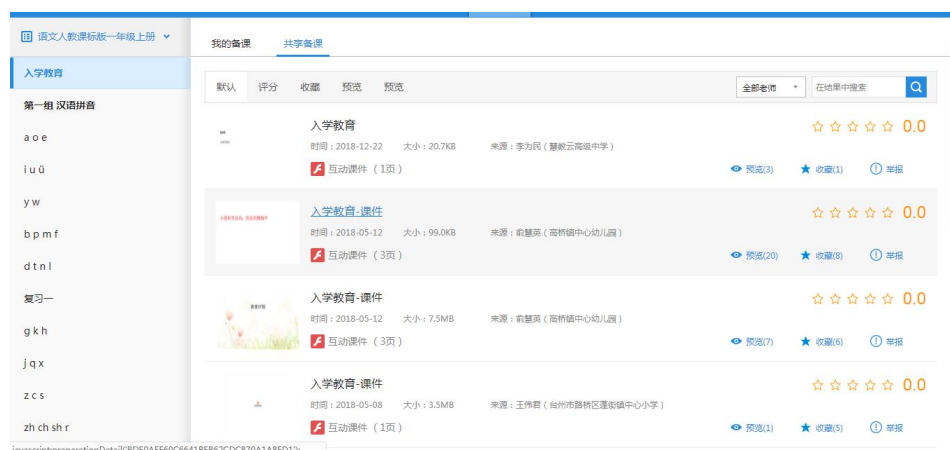 语文人教课标版一年级上册
入学教育
第一组 汉语拼音
a o e
i u ü
y w
b p m f
d t n l
复习一
g k h
j q x
z c s
zh ch sh r
我的备课 共享备课
默认 评分 收藏 预览 预览 全部老师 在结果中搜索
入学教育 0.0
时间：2018-12-22 大小：20.7KB 来源：李为民（慧教云高级中学）
互动课件 （1页） 预览(3) 收藏(1) 举报
入学教育-课件 0.0
时间：2018-05-12 大小：99.0KB 来源：俞慧英（高桥镇中心幼儿园）
互动课件 （3页） 预览(20) 收藏(8) 举报
入学教育-课件 0.0
时间：2018-05-12 大小：7.5MB 来源：俞慧英（高桥镇中心幼儿园）
互动课件 （3页） 预览(7) 收藏(6) 举报
入学教育-课件 0.0
时间：2018-05-08 大小：3.5MB 来源：王伟君（台州市路桥区蓬街镇中心小学）
互动课件 （1页） 预览(1) 收藏(5) 举报